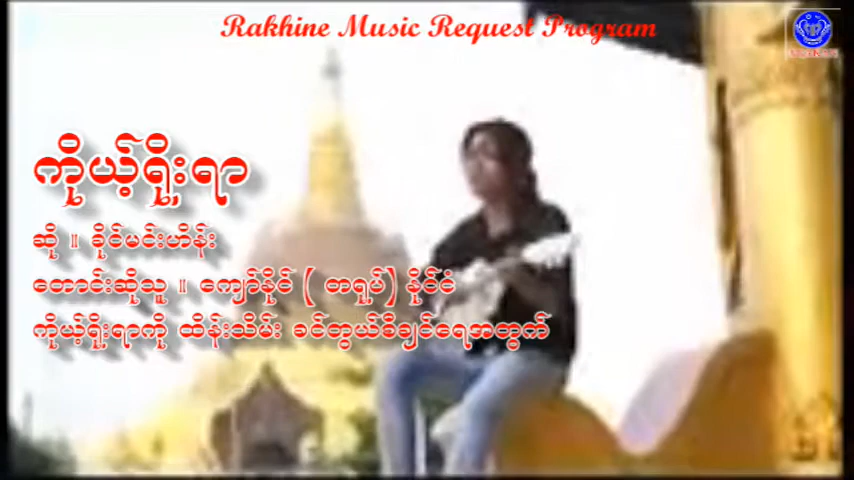 Rakhine Music Request Program
ကိုယ့်ရိုးရာ
ဆို ။ ခိုင်မင်းဟိန်း
တောင်းဆိုသူ ။ ကျော်နိုင် ( တရုပ်) နိုင်ငံ
ကိုယ့်ရိုးရာကို ထိန်းသိမ်း ခင်တွယ်စီချင်ရေအတွက်